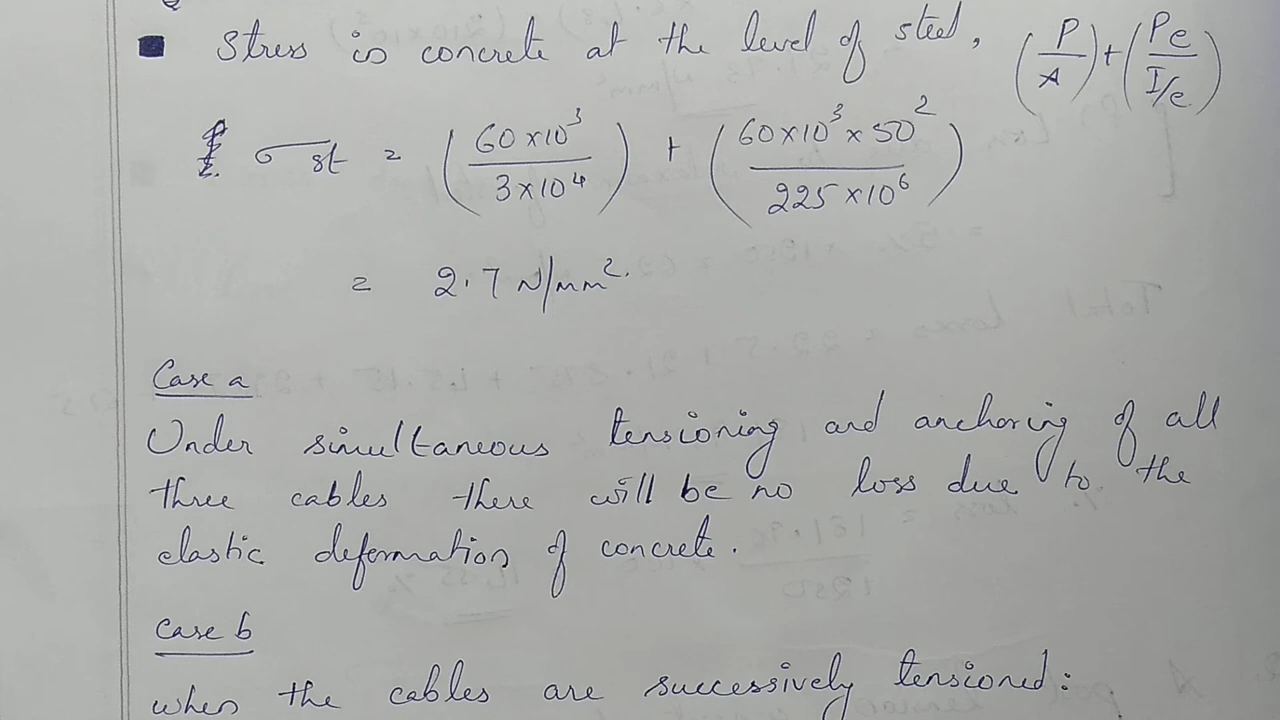 ■ Stress is concrete at the level of steel, (P/A) + (Pe/I/e)
σst = (60×10³/3×10⁴) + (60×10³×50²/225×10⁶)
= 2.7 N/mm².
Case a
Under simultaneous tensioning and anchoring of all
three cables there will be no loss due to the
elastic deformation of concrete.
Case b
when the cables are successively tensioned: